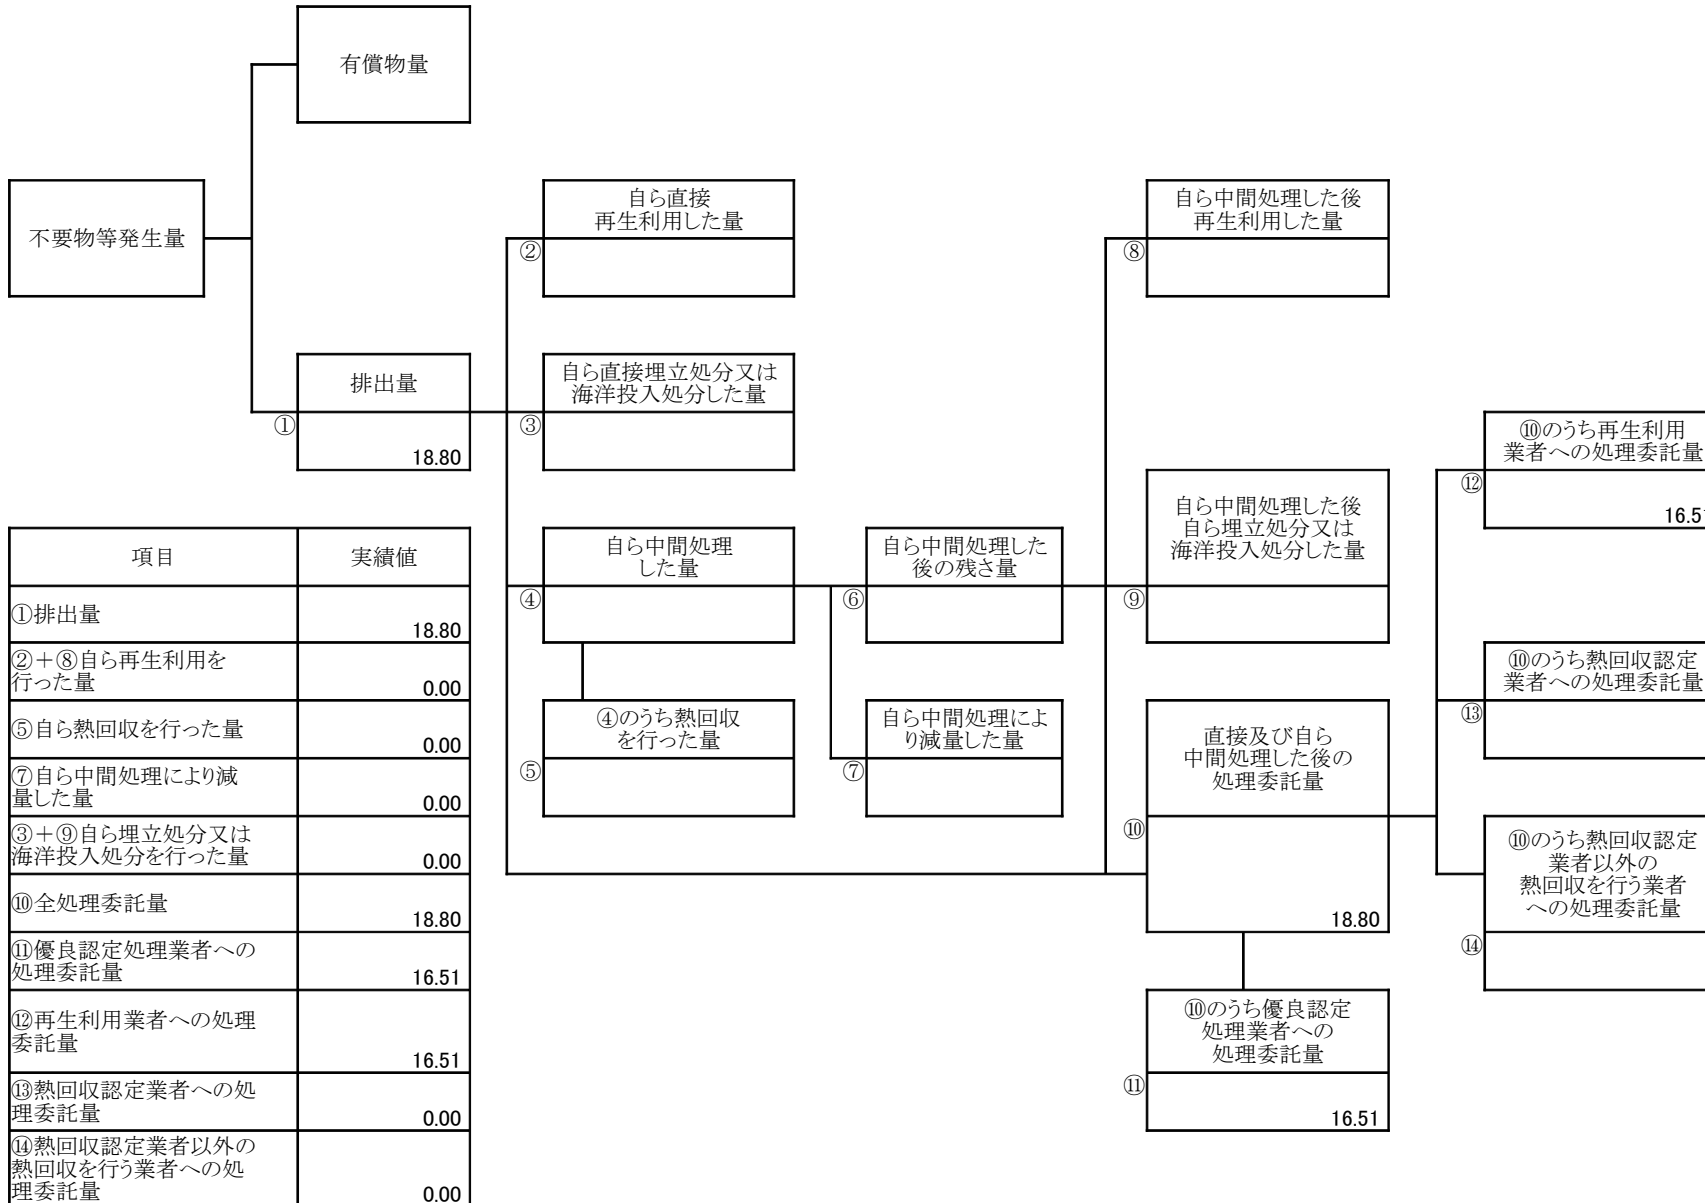 有償物量
不要物等発生量
自ら直接
再生利用した量
②
自ら中間処理した後
再生利用した量
⑧
排出量
①
18.80
自ら直接埋立処分又は
海洋投入処分した量
③
⑩のうち再生利用
業者への処理委託量
⑫
16.51
自ら中間処理した後
自ら埋立処分又は
海洋投入処分した量
⑨
自ら中間処理
した量
④
自ら中間処理した
後の残さ量
⑥
④のうち熱回収
を行った量
⑤
自ら中間処理によ
り減量した量
⑦
直接及び自ら
中間処理した後の
処理委託量
⑩
18.80
⑩のうち熱回収認定
業者への処理委託量
⑬
⑩のうち熱回収認定
業者以外の
熱回収を行う業者
への処理委託量
⑭
⑩のうち優良認定
処理業者への
処理委託量
⑪
16.51
項目 実績値
①排出量
18.80
②+⑧自ら再生利用を
行った量
0.00
⑤自ら熱回収を行った量
0.00
⑦自ら中間処理により減
量した量
0.00
③+⑨自ら埋立処分又は
海洋投入処分を行った量
0.00
⑩全処理委託量
18.80
⑪優良認定処理業者への
処理委託量
16.51
⑫再生利用業者への処理
委託量
16.51
⑬熱回収認定業者への処
理委託量
0.00
⑭熱回収認定業者以外の
熱回収を行う業者への処
理委託量
0.00